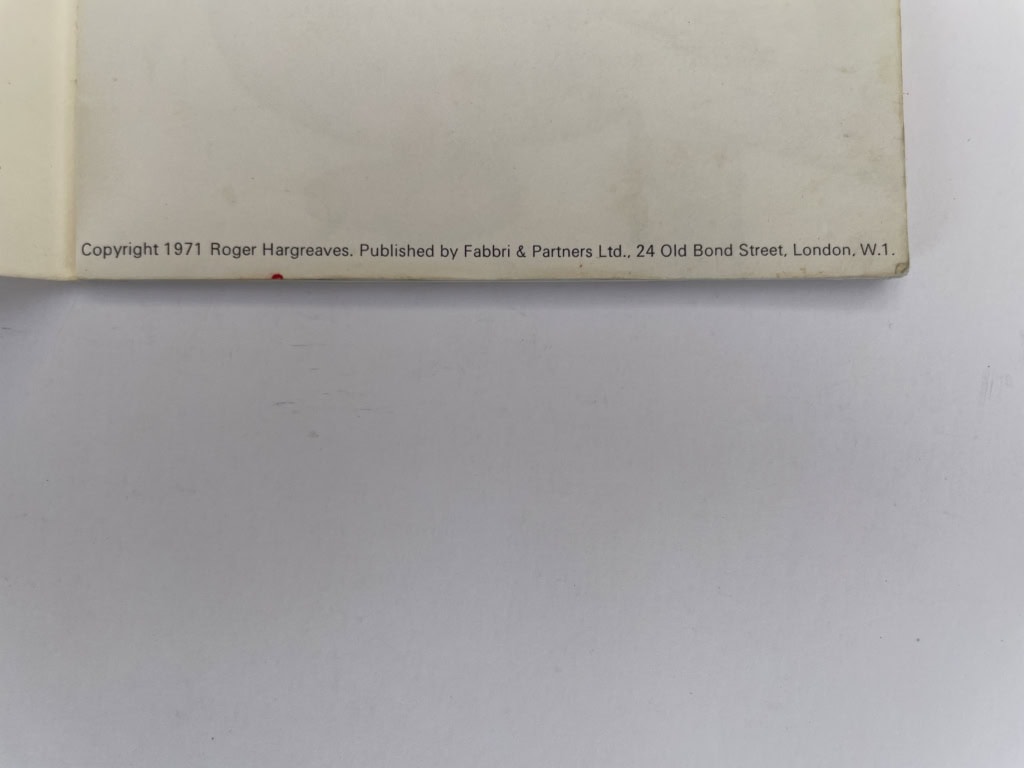 Copyright 1971 Roger Hargreaves. Published by Fabbri & Partners Ltd., 24 Old Bond Street, London, W.1.